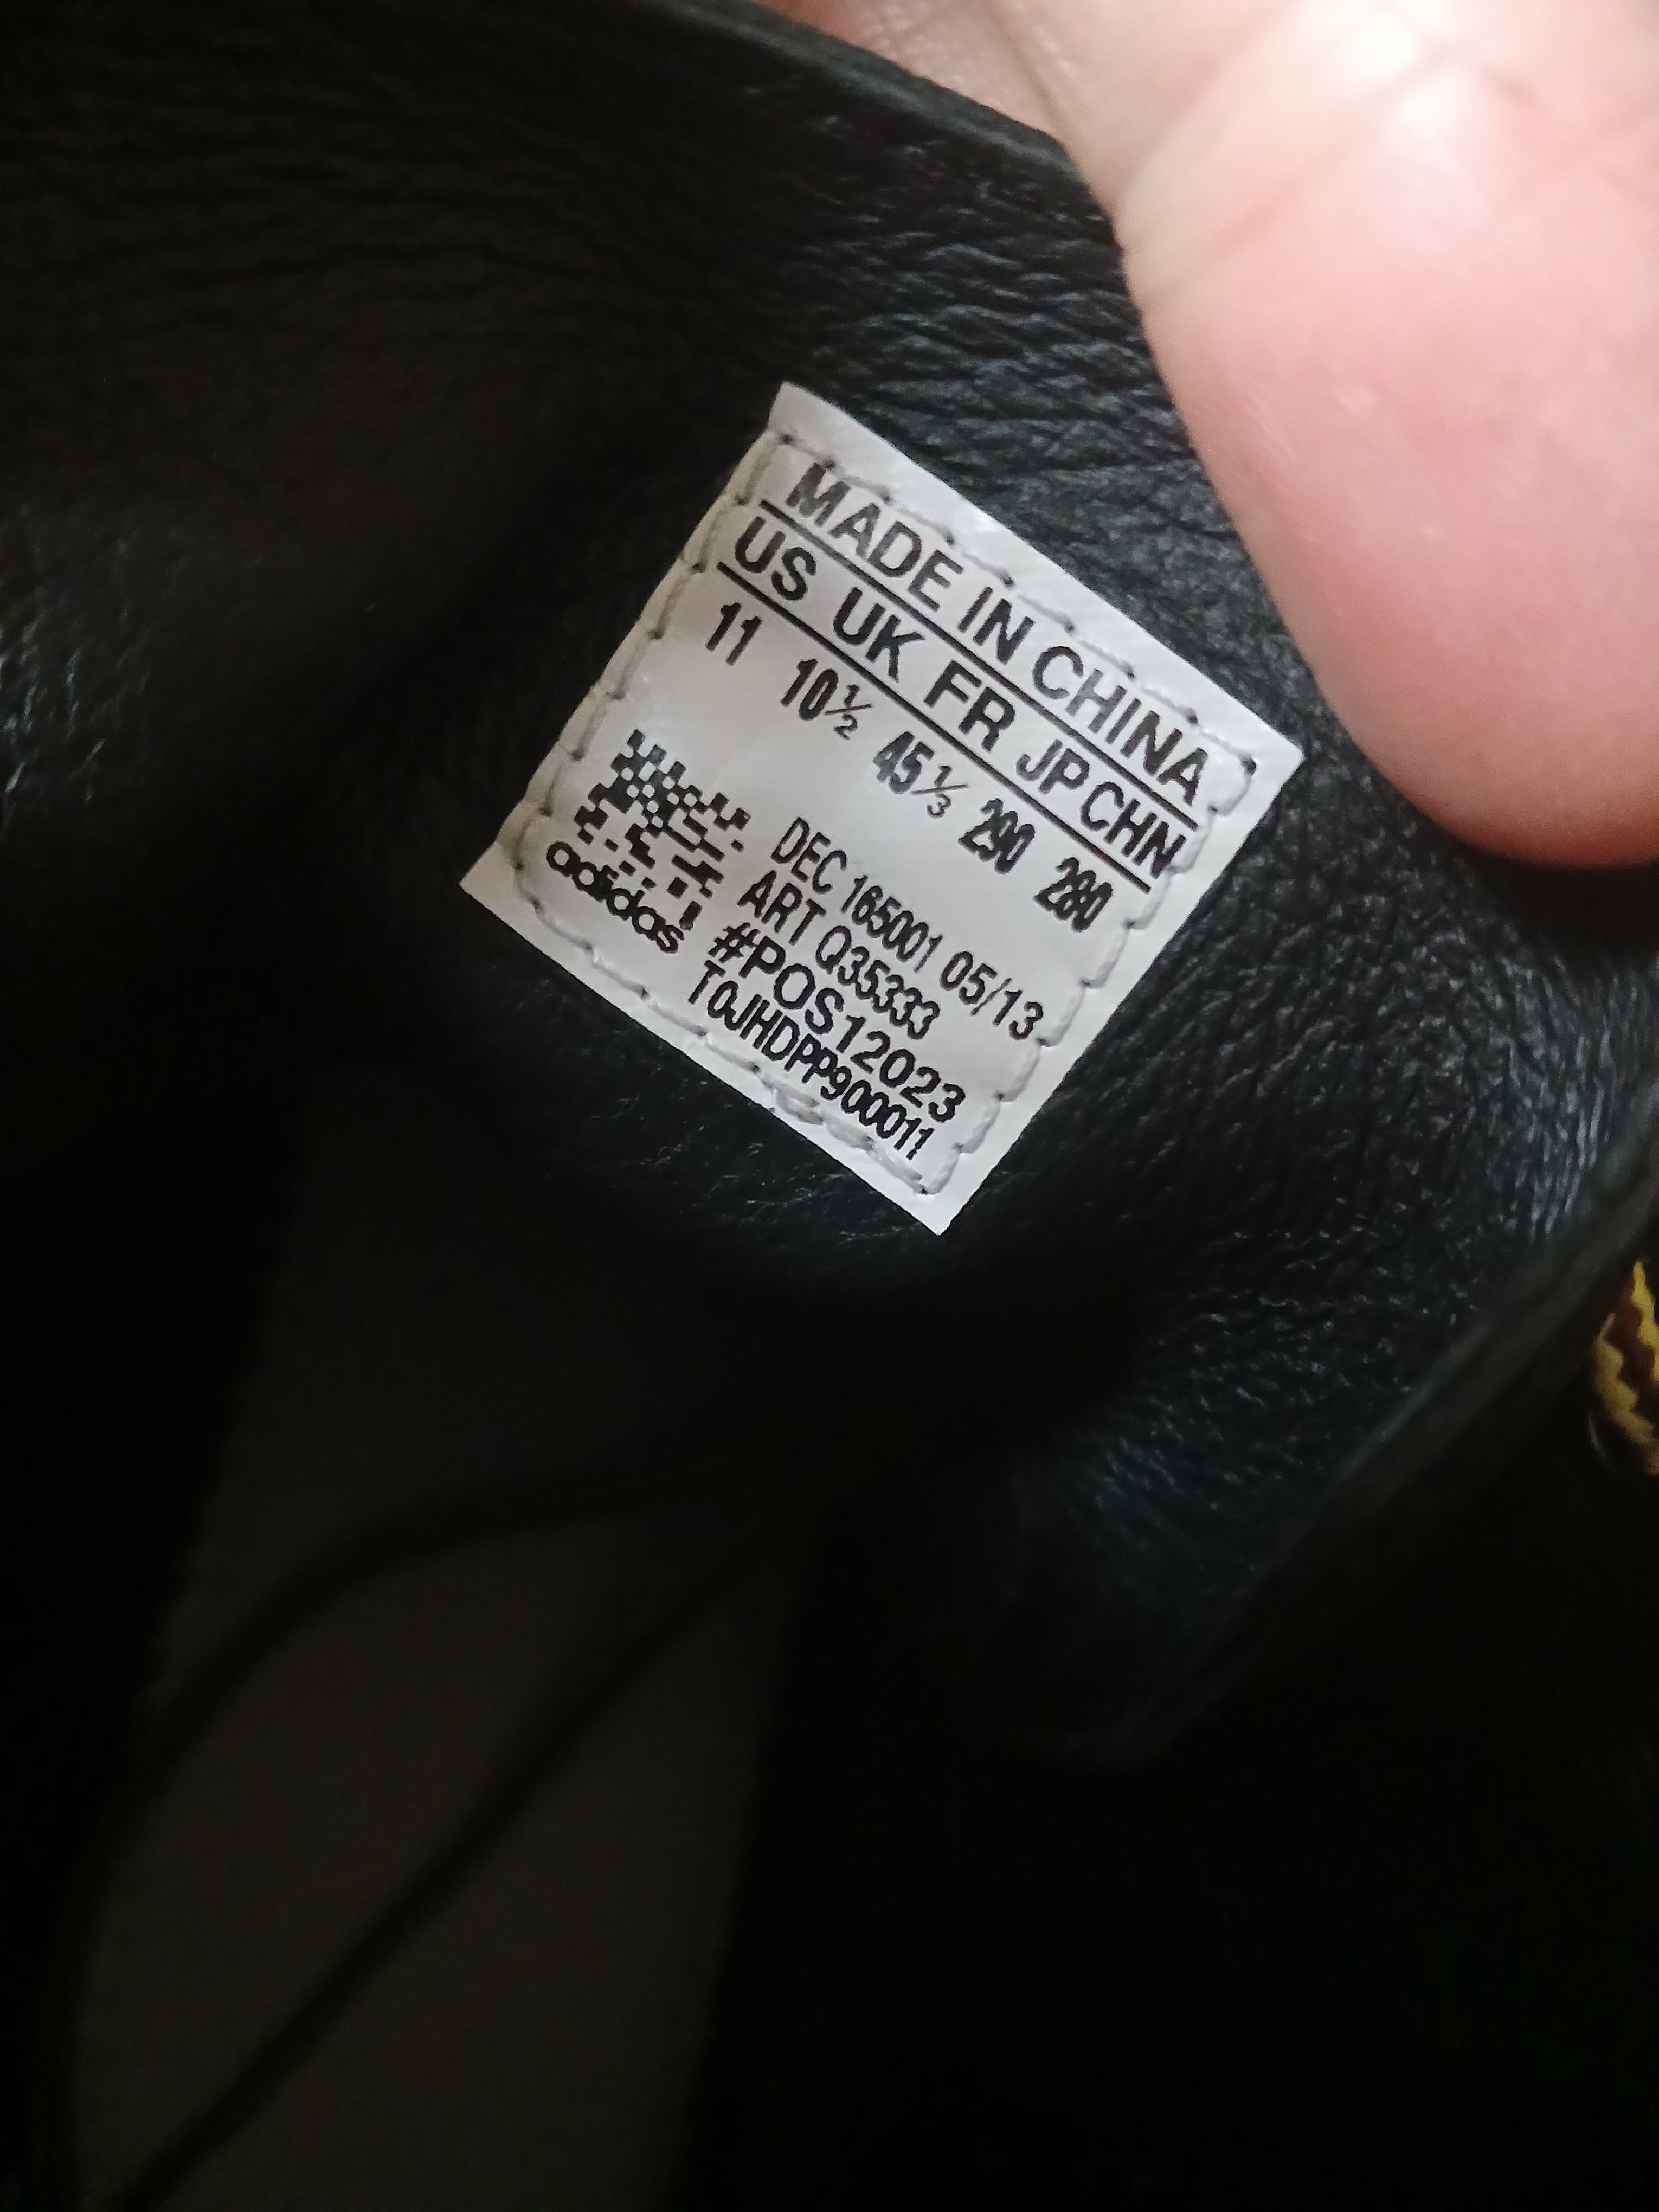 MADE IN CHINA
US UK FR JP CHN
11 10½ 45⅓ 290 280
DEC 165001 05/13
ART Q35333
#POS12023
T0JHDPP900011
adidas